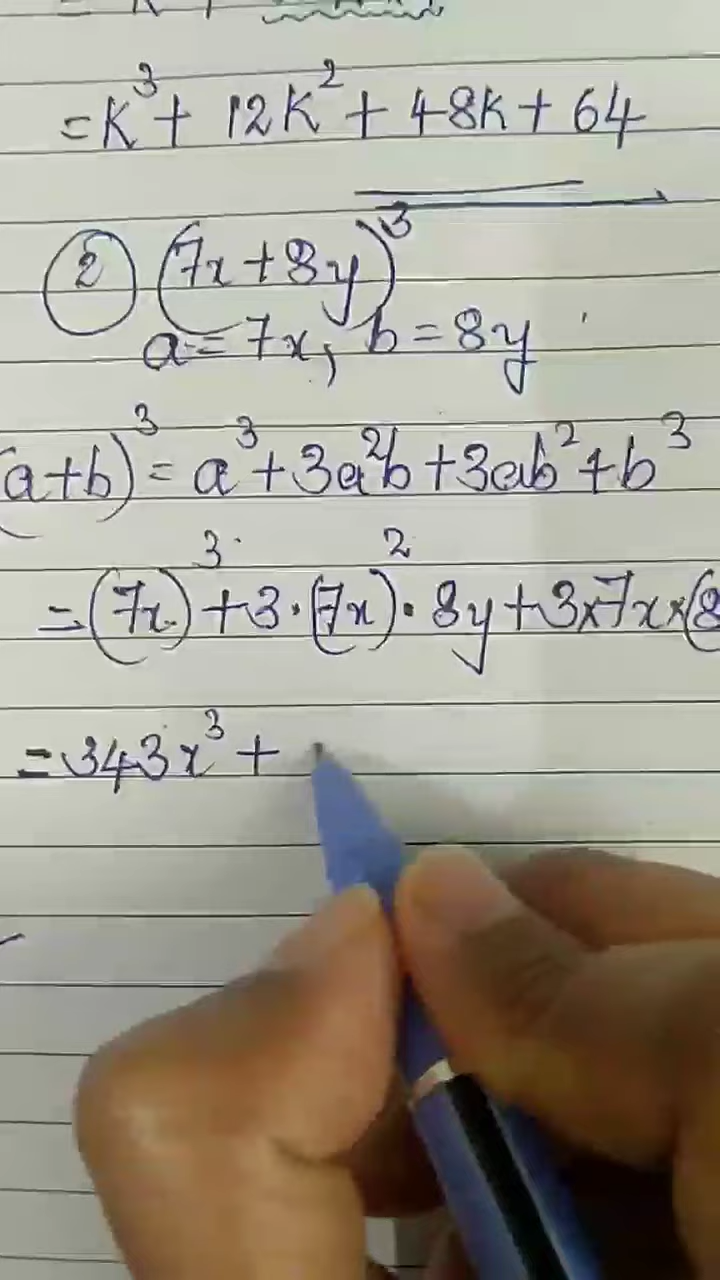 =K³+ 12K²+ 48K+ 64
② (7x+8y)³
a=7x, b=8y
(a+b)³= a³+3a²b+3ab²+b³
=(7x)³+3·(7x)²·8y+3×7x×(8
=343x³+